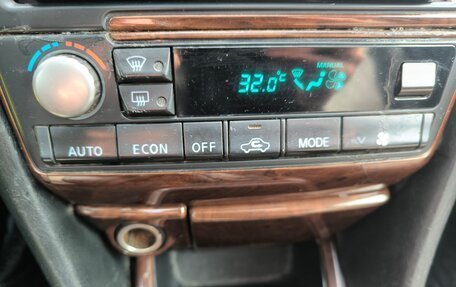 MANUAL
32.0°C
AUTO ECON OFF MODE